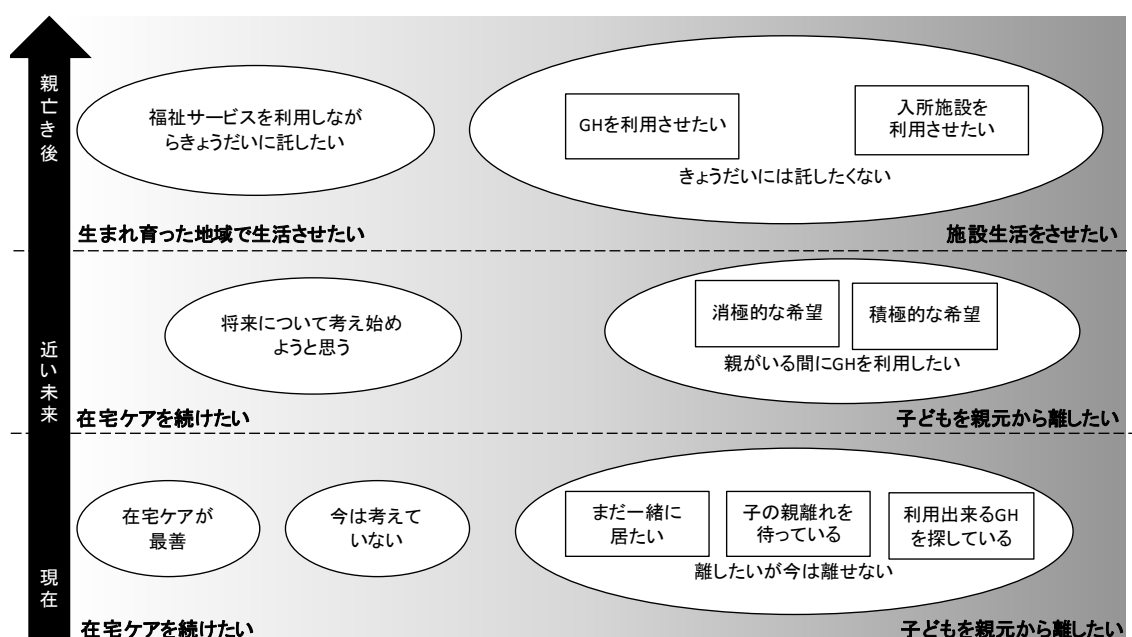 親亡き後
福祉サービスを利用しなが
らきょうだいに託したい
GHを利用させたい
入所施設を
利用させたい
きょうだいには託したくない
生まれ育った地域で生活させたい
施設生活をさせたい
近い未来
将来について考え始め
ようと思う
消極的な希望
積極的な希望
親がいる間にGHを利用したい
在宅ケアを続けたい
子どもを親元から離したい
現在
在宅ケアが
最善
今は考えて
いない
まだ一緒に
居たい
子の親離れを
待っている
利用出来るGH
を探している
離したいが今は離せない
在宅ケアを続けたい
子どもを親元から離したい